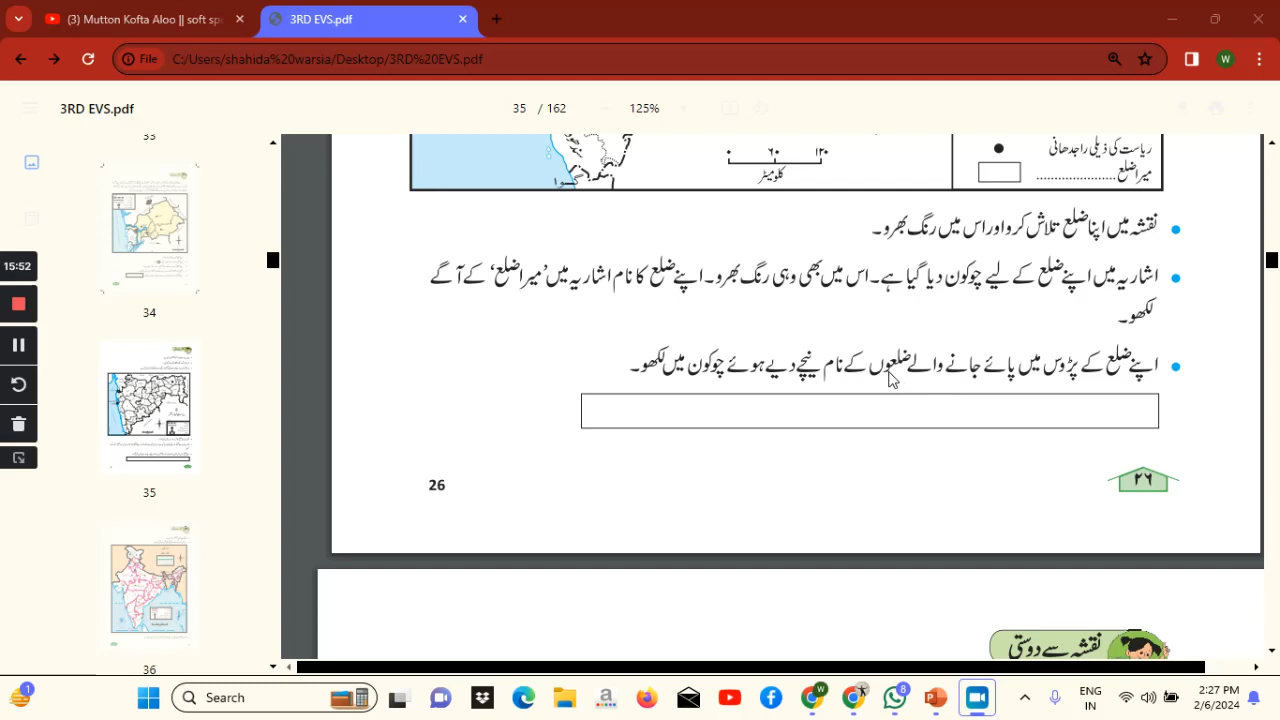 (3) Mutton Kofta Aloo || soft sp
3RD EVS.pdf
File
C:/Users/shahida%20warsia/Desktop/3RD%20EVS.pdf
W
3RD EVS.pdf
35 / 162
125%
33
34
35
36
15:52
ریاست کی ذیلی راجدھانی
میرا ضلع
۰ ۶۰ ۱۲۰
کلومیٹر
نقشہ میں اپنا ضلع تلاش کرو اور اس میں رنگ بھرو۔
اشاریہ میں اپنے ضلع کے لیے چوکون دیا گیا ہے۔ اس میں بھی وہی رنگ بھرو۔ اپنے ضلع کا نام اشاریہ میں 'میرا ضلع' کے آگے
لکھو۔
اپنے ضلع کے پڑوس میں پائے جانے والے ضلعوں کے نام نیچے دیے ہوئے چوکون میں لکھو۔
26
۲۶
نقشہ سے دوستی
1
Search
8
ENG
IN
2:27 PM
2/6/2024